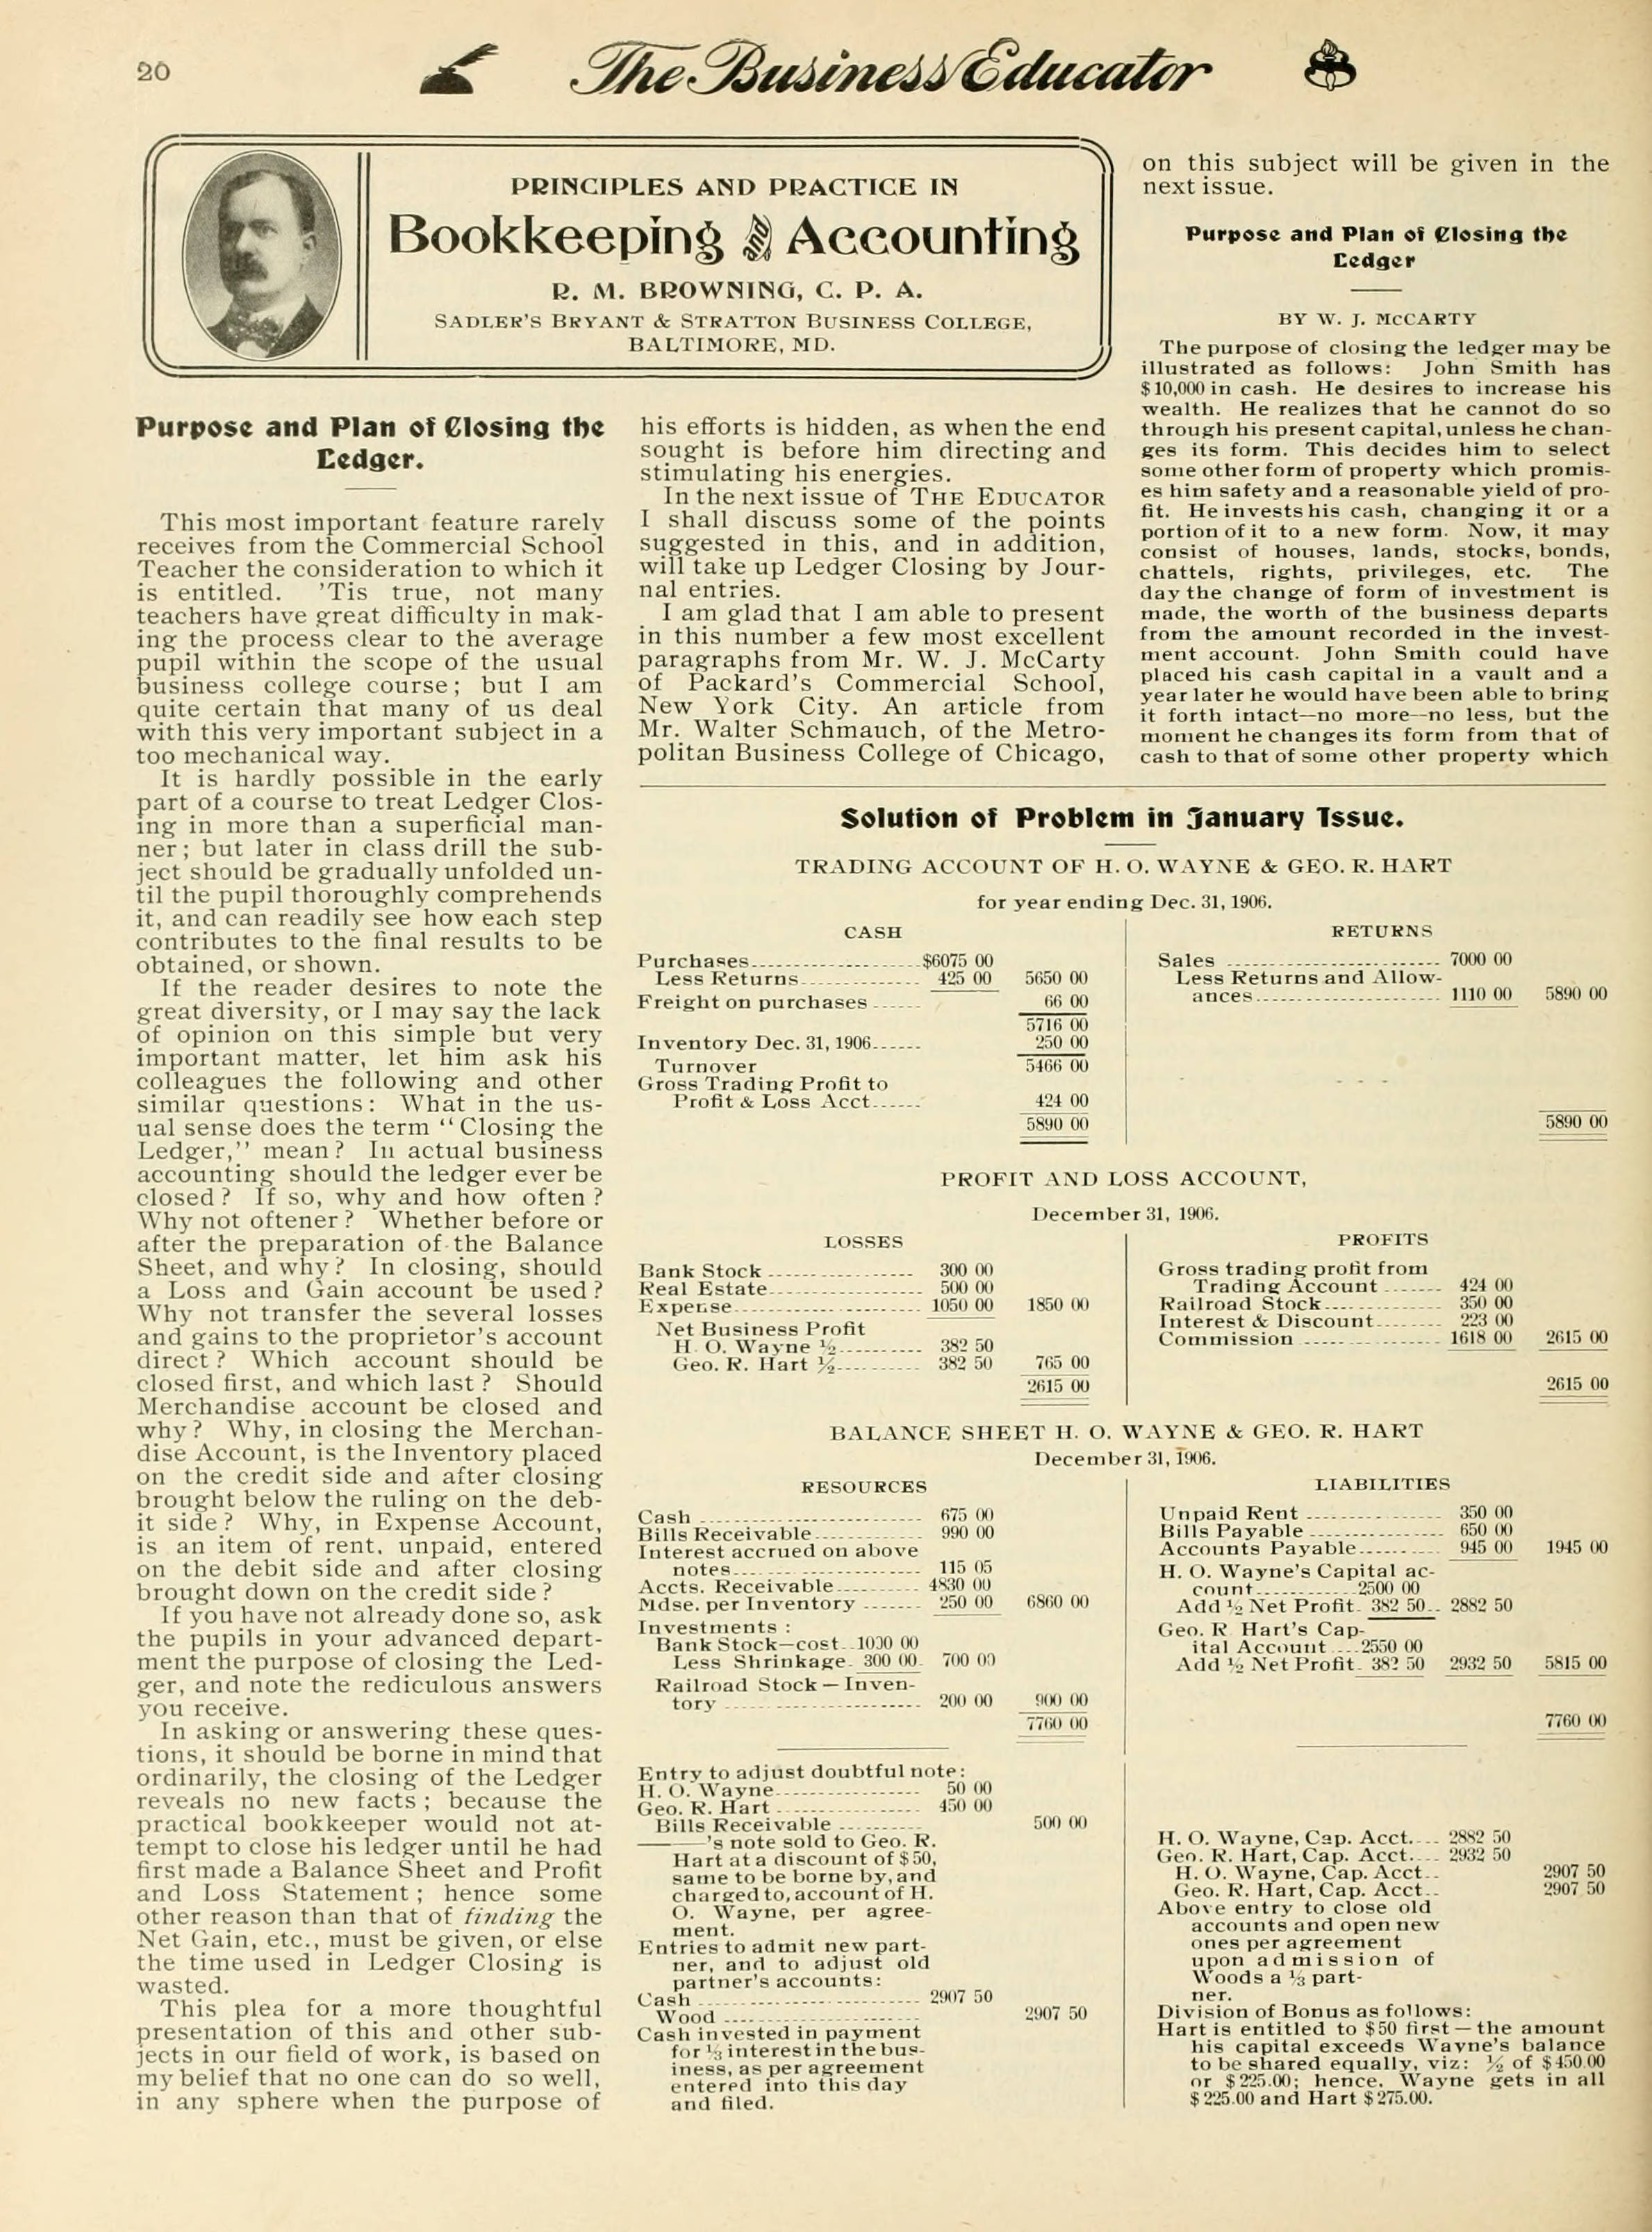 20
The Business Educator
PRINCIPLES AND PRACTICE IN
Bookkeeping and Accounting
R. M. BROWNING, C. P. A.
SADLER'S BRYANT & STRATTON BUSINESS COLLEGE,
BALTIMORE, MD.
Purpose and Plan of Closing the
Ledger.
This most important feature rarely
receives from the Commercial School
Teacher the consideration to which it
is entitled. 'Tis true, not many
teachers have great difficulty in mak-
ing the process clear to the average
pupil within the scope of the usual
business college course; but I am
quite certain that many of us deal
with this very important subject in a
too mechanical way.
It is hardly possible in the early
part of a course to treat Ledger Clos-
ing in more than a superficial man-
ner; but later in class drill the sub-
ject should be gradually unfolded un-
til the pupil thoroughly comprehends
it, and can readily see how each step
contributes to the final results to be
obtained, or shown.
If the reader desires to note the
great diversity, or I may say the lack
of opinion on this simple but very
important matter, let him ask his
colleagues the following and other
similar questions: What in the us-
ual sense does the term "Closing the
Ledger," mean? In actual business
accounting should the ledger ever be
closed? If so, why and how often?
Why not oftener? Whether before or
after the preparation of the Balance
Sheet, and why? In closing, should
a Loss and Gain account be used?
Why not transfer the several losses
and gains to the proprietor's account
direct? Which account should be
closed first, and which last? Should
Merchandise account be closed and
why? Why, in closing the Merchan-
dise Account, is the Inventory placed
on the credit side and after closing
brought below the ruling on the deb-
it side? Why, in Expense Account,
is an item of rent, unpaid, entered
on the debit side and after closing
brought down on the credit side?
If you have not already done so, ask
the pupils in your advanced depart-
ment the purpose of closing the Led-
ger, and note the rediculous answers
you receive.
In asking or answering these ques-
tions, it should be borne in mind that
ordinarily, the closing of the Ledger
reveals no new facts; because the
practical bookkeeper would not at-
tempt to close his ledger until he had
first made a Balance Sheet and Profit
and Loss Statement; hence some
other reason than that of finding the
Net Gain, etc., must be given, or else
the time used in Ledger Closing is
wasted.
This plea for a more thoughtful
presentation of this and other sub-
jects in our field of work, is based on
my belief that no one can do so well,
in any sphere when the purpose of
his efforts is hidden, as when the end
sought is before him directing and
stimulating his energies.
In the next issue of THE EDUCATOR
I shall discuss some of the points
suggested in this, and in addition,
will take up Ledger Closing by Jour-
nal entries.
I am glad that I am able to present
in this number a few most excellent
paragraphs from Mr. W. J. McCarty
of Packard's Commercial School,
New York City. An article from
Mr. Walter Schmauch, of the Metro-
politan Business College of Chicago,
on this subject will be given in the
next issue.
Purpose and Plan of Closing the
Ledger
BY W. J. McCARTY
The purpose of closing the ledger may be
illustrated as follows: John Smith has
$10,000 in cash. He desires to increase his
wealth. He realizes that he cannot do so
through his present capital, unless he chan-
ges its form. This decides him to select
some other form of property which promis-
es him safety and a reasonable yield of pro-
fit. He invests his cash, changing it or a
portion of it to a new form. Now, it may
consist of houses, lands, stocks, bonds,
chattels, rights, privileges, etc. The
day the change of form of investment is
made, the worth of the business departs
from the amount recorded in the invest-
ment account. John Smith could have
placed his cash capital in a vault and a
year later he would have been able to bring
it forth intact—no more—no less, but the
moment he changes its form from that of
cash to that of some other property which
Solution of Problem in January Issue.
TRADING ACCOUNT OF H. O. WAYNE & GEO. R. HART
for year ending Dec. 31, 1906.
CASH
Purchases $6075 00
Less Returns 425 00 5650 00
Freight on purchases 66 00
5716 00
Inventory Dec. 31, 1906 250 00
Turnover 5466 00
Gross Trading Profit to
Profit & Loss Acct 424 00
5890 00
RETURNS
Sales 7000 00
Less Returns and Allow-
ances 1110 00 5890 00
5890 00
PROFIT AND LOSS ACCOUNT,
December 31, 1906.
LOSSES
Bank Stock 300 00
Real Estate 500 00
Expense 1050 00 1850 00
Net Business Profit
H. O. Wayne ½ 382 50
Geo. R. Hart ½ 382 50 765 00
2615 00
PROFITS
Gross trading profit from
Trading Account 424 00
Railroad Stock 350 00
Interest & Discount 223 00
Commission 1618 00 2615 00
2615 00
BALANCE SHEET H. O. WAYNE & GEO. R. HART
December 31, 1906.
RESOURCES
Cash 675 00
Bills Receivable 990 00
Interest accrued on above
notes 115 05
Accts. Receivable 4830 00
Mdse. per Inventory 250 00 6860 00
Investments:
Bank Stock—cost 1000 00
Less Shrinkage 300 00 700 00
Railroad Stock—Inven-
tory 200 00 900 00
7760 00
LIABILITIES
Unpaid Rent 350 00
Bills Payable 650 00
Accounts Payable 945 00 1945 00
H. O. Wayne's Capital ac-
count 2500 00
Add ½ Net Profit 382 50 2882 50
Geo. R Hart's Cap-
ital Account 2550 00
Add ½ Net Profit 382 50 2932 50 5815 00
7760 00
Entry to adjust doubtful note:
H. O. Wayne 50 00
Geo. R. Hart 450 00
Bills Receivable 500 00
———'s note sold to Geo. R.
Hart at a discount of $50,
same to be borne by, and
charged to, account of H.
O. Wayne, per agree-
ment.
Entries to admit new part-
ner, and to adjust old
partner's accounts:
Cash 2907 50
Wood 2907 50
Cash invested in payment
for ⅓ interest in the bus-
iness, as per agreement
entered into this day
and filed.
H. O. Wayne, Cap. Acct. 2882 50
Geo. R. Hart, Cap. Acct. 2932 50
H. O. Wayne, Cap. Acct 2907 50
Geo. R. Hart, Cap. Acct 2907 50
Above entry to close old
accounts and open new
ones per agreement
upon admission of
Woods a ⅓ part-
ner.
Division of Bonus as follows:
Hart is entitled to $50 first—the amount
his capital exceeds Wayne's balance
to be shared equally, viz: ½ of $450.00
or $225.00; hence. Wayne gets in all
$225.00 and Hart $275.00.